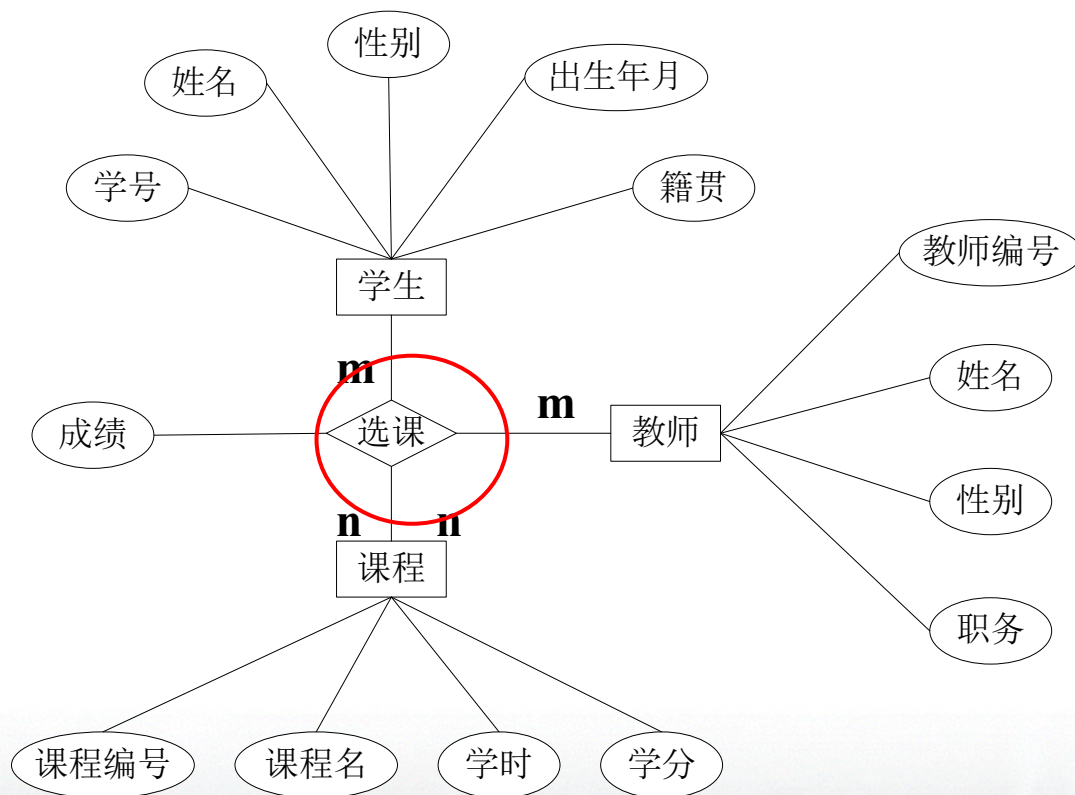 性别
姓名
出生年月
学号
籍贯
教师编号
学生
m
姓名
m
成绩
选课
教师
性别
n
n
课程
职务
课程编号
课程名
学时
学分